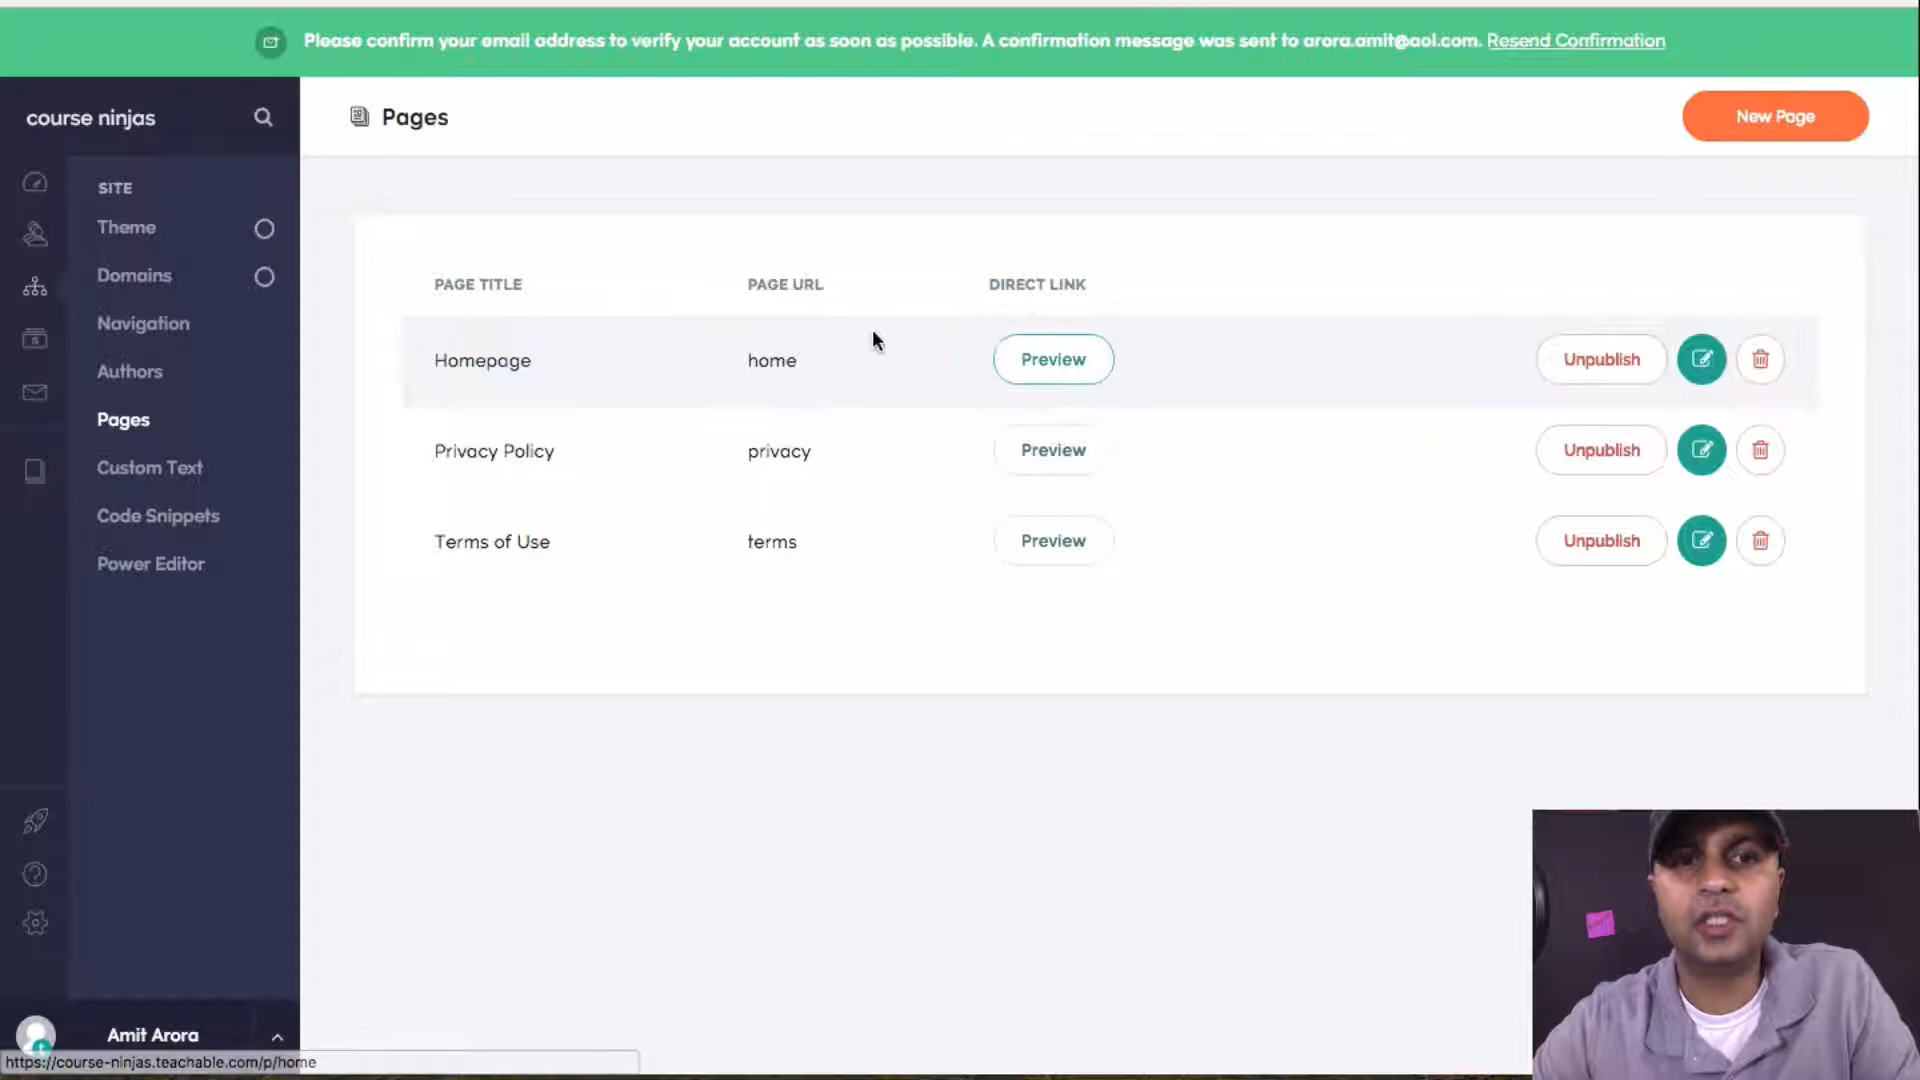 Please confirm your email address to verify your account as soon as possible. A confirmation message was sent to arora.amit@aol.com. Resend Confirmation
course ninjas
Pages
New Page
SITE
Theme
Domains
Navigation
Authors
Pages
Custom Text
Code Snippets
Power Editor
PAGE TITLE PAGE URL DIRECT LINK
Homepage home Preview Unpublish
Privacy Policy privacy Preview Unpublish
Terms of Use terms Preview Unpublish
Amit Arora
https://course-ninjas.teachable.com/p/home